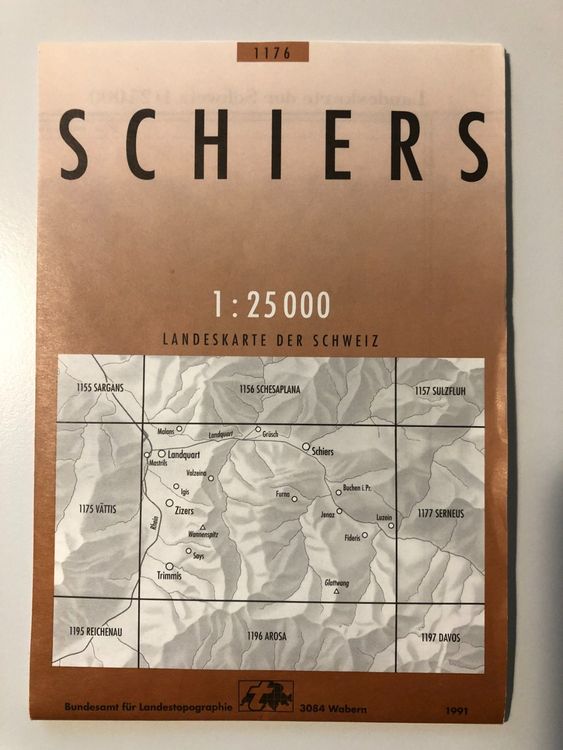 1176
SCHIERS
1:25 000
LANDESKARTE DER SCHWEIZ
1155 SARGANS
1156 SCHESAPLANA
1157 SULZFLUH
Malans
Landquart
Grüsch
Schiers
Landquart
Mastrils
Valzeina
Igis
Furna
Buchen i. Pr.
1175 VÄTTIS
Zizers
Jenaz
1177 SERNEUS
Rhein
Luzein
Wannenspitz
Fideris
Says
Trimmis
Glattwang
1195 REICHENAU
1196 AROSA
1197 DAVOS
Bundesamt für Landestopographie
3084 Wabern
1991